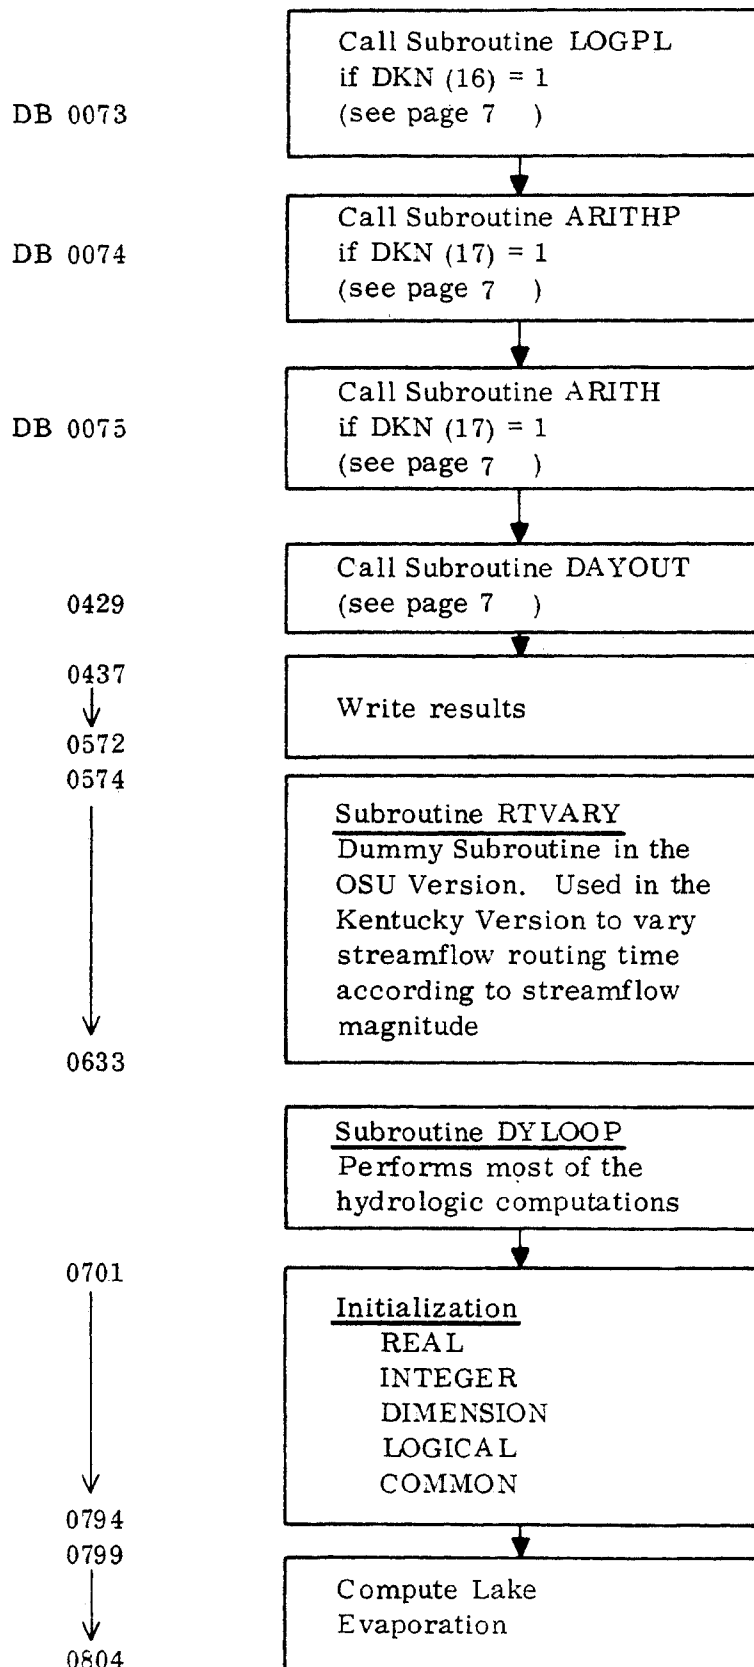 Call Subroutine LOGPL
if DKN (16) = 1
DB 0073 (see page 7 )
Call Subroutine ARITHP
DB 0074 if DKN (17) = 1
(see page 7 )
Call Subroutine ARITH
DB 0075 if DKN (17) = 1
(see page 7 )
Call Subroutine DAYOUT
0429 (see page 7 )
0437
Write results
0572
0574
Subroutine RTVARY
Dummy Subroutine in the
OSU Version. Used in the
Kentucky Version to vary
streamflow routing time
according to streamflow
magnitude
0633
Subroutine DYLOOP
Performs most of the
hydrologic computations
0701
Initialization
REAL
INTEGER
DIMENSION
LOGICAL
COMMON
0794
0799
Compute Lake
Evaporation
0804